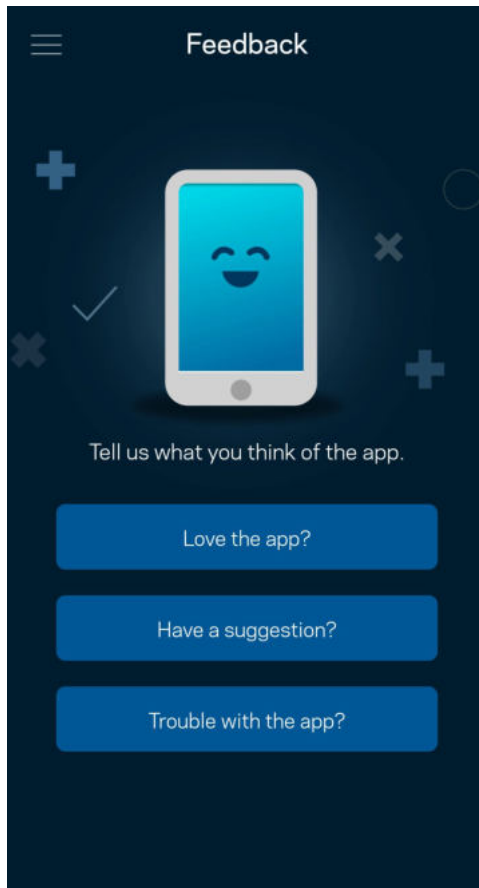 Feedback
Tell us what you think of the app.
Love the app?
Have a suggestion?
Trouble with the app?